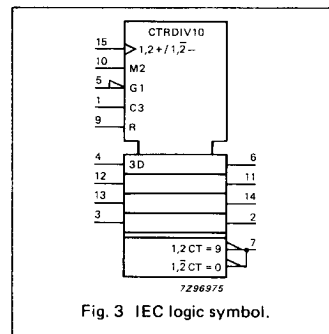 CTRDIV10
15
1,2+/1,2̄−
10
M2
5
G1
1
C3
9
R
4
3D
6
12
11
13
14
3
2
1,2 CT = 9
7
1,2̄ CT = 0
7Z96975
Fig. 3 IEC logic symbol.